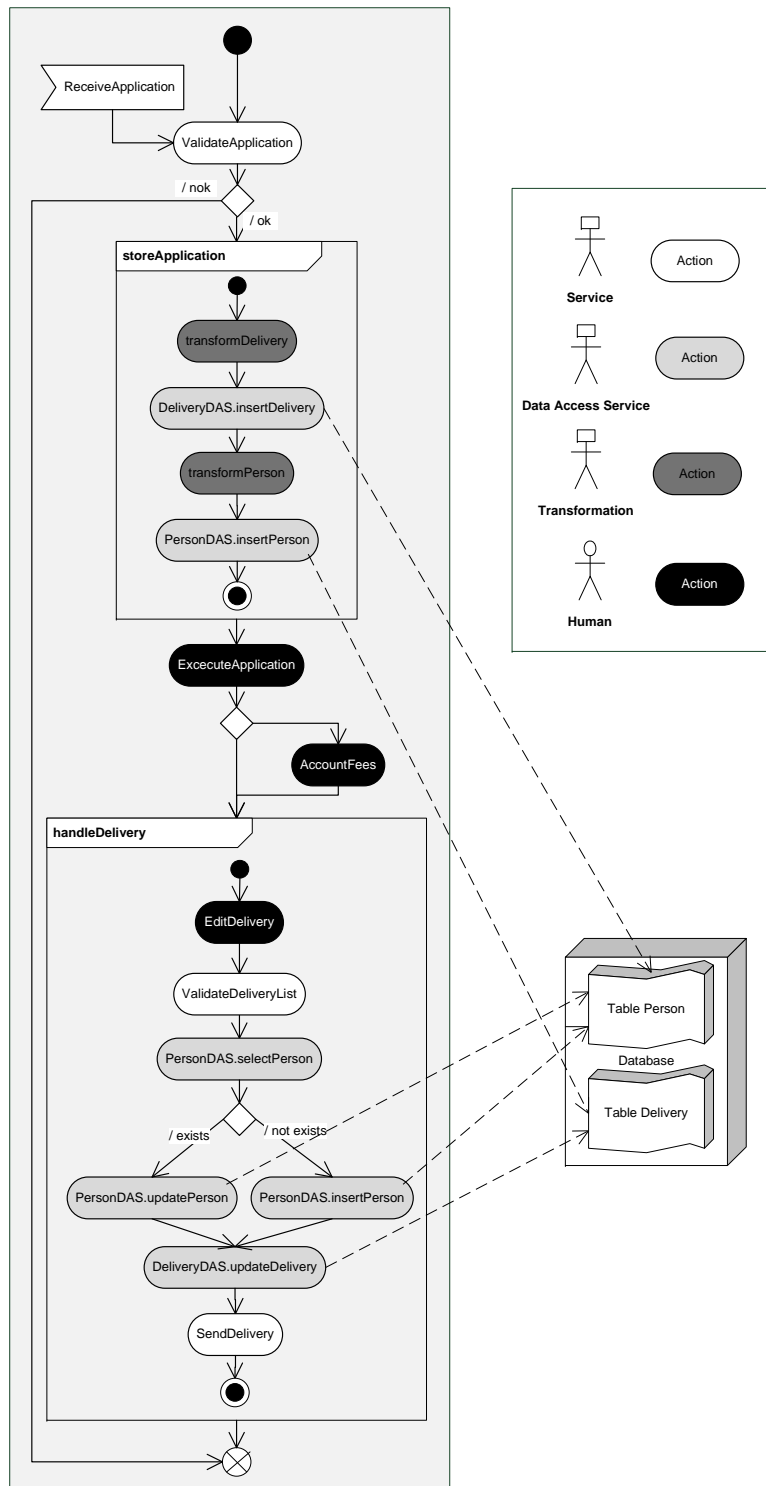 ReceiveApplication
ValidateApplication
/ nok
/ ok
storeApplication
transformDelivery
DeliveryDAS.insertDelivery
transformPerson
PersonDAS.insertPerson
ExcecuteApplication
AccountFees
handleDelivery
EditDelivery
ValidateDeliveryList
PersonDAS.selectPerson
/ exists
/ not exists
PersonDAS.updatePerson
PersonDAS.insertPerson
DeliveryDAS.updateDelivery
SendDelivery
Action
Service
Action
Data Access Service
Action
Transformation
Action
Human
Table Person
Database
Table Delivery